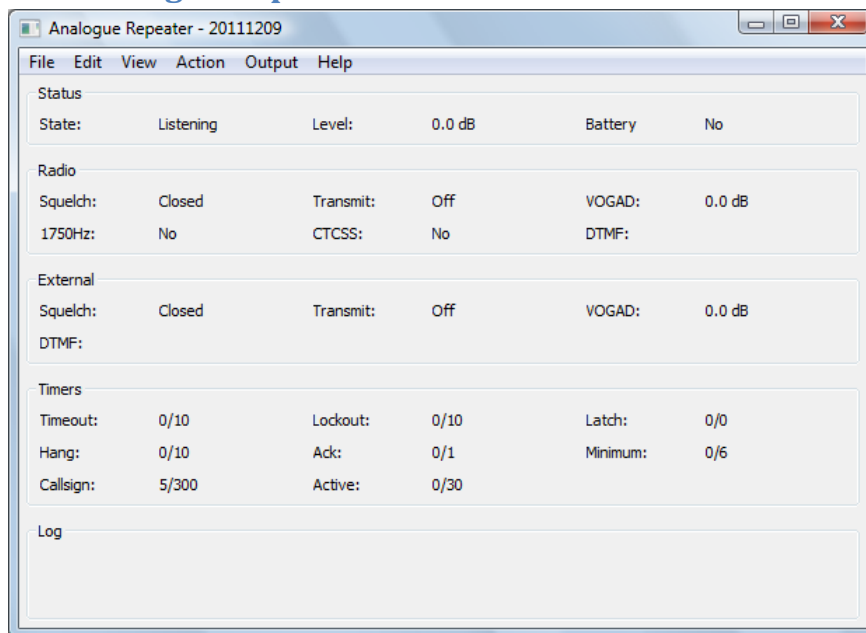 Analogue Repeater - 20111209
File Edit View Action Output Help
Status
State: Listening Level: 0.0 dB Battery No
Radio
Squelch: Closed Transmit: Off VOGAD: 0.0 dB
1750Hz: No CTCSS: No DTMF:
External
Squelch: Closed Transmit: Off VOGAD: 0.0 dB
DTMF:
Timers
Timeout: 0/10 Lockout: 0/10 Latch: 0/0
Hang: 0/10 Ack: 0/1 Minimum: 0/6
Callsign: 5/300 Active: 0/30
Log